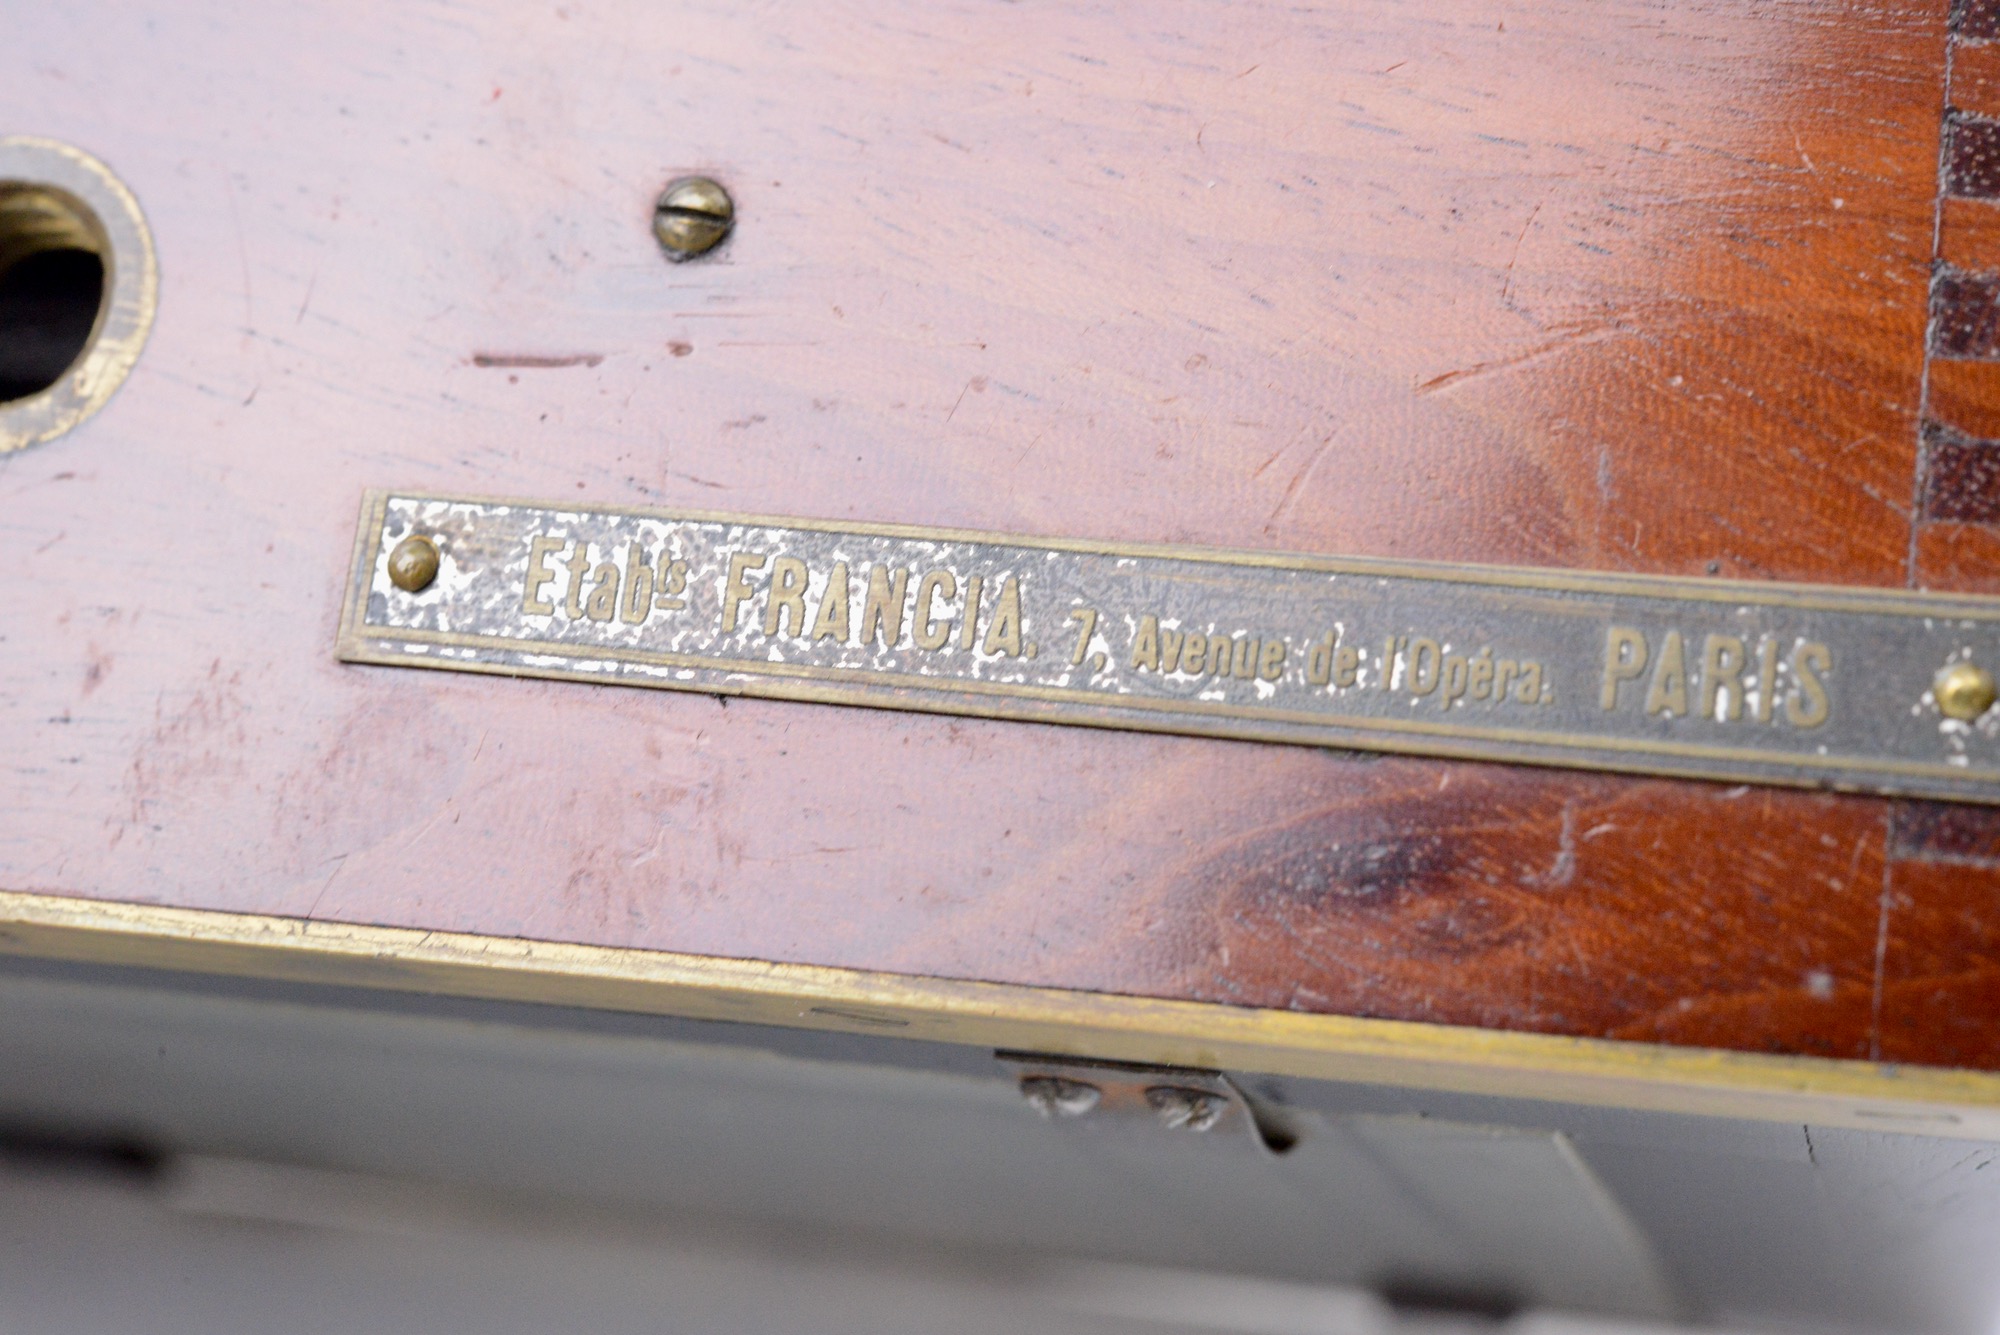 Etabts FRANCIA. 7, Avenue de l'Opéra. PARIS